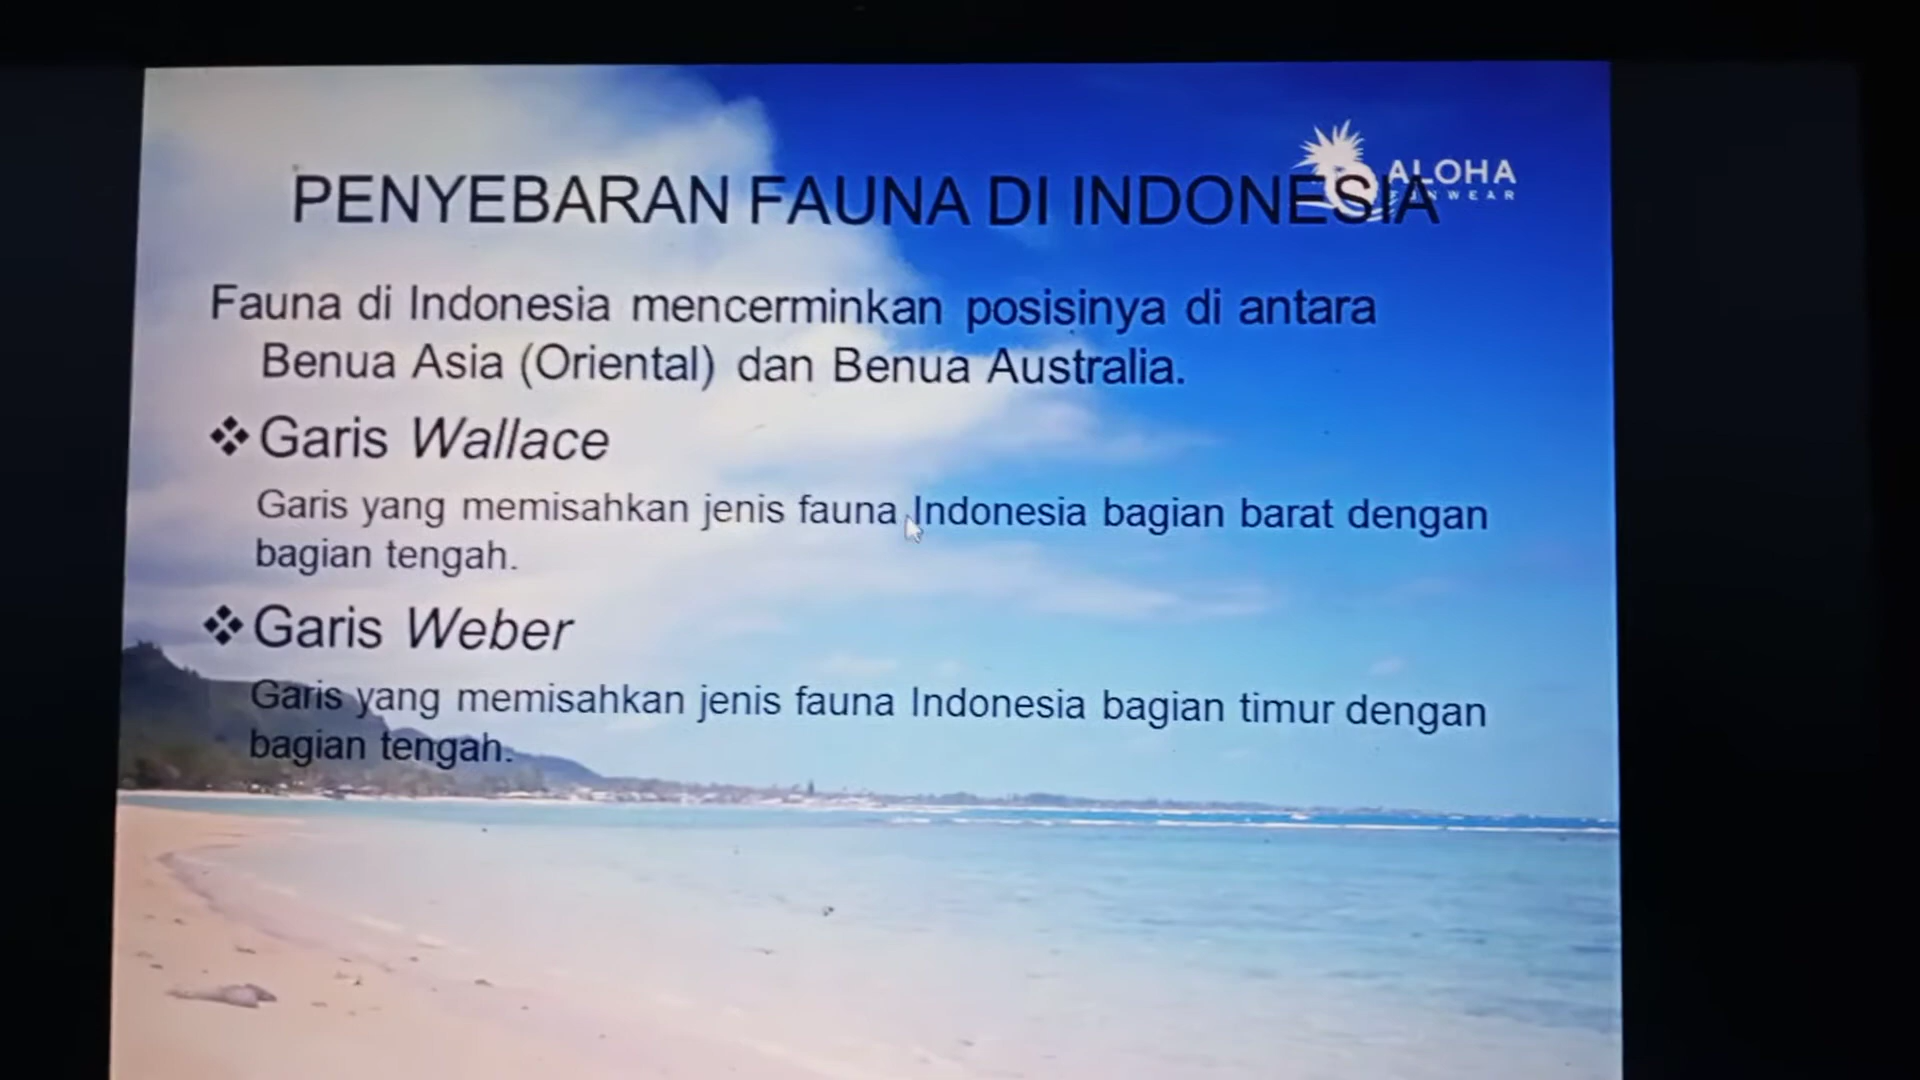 ALOHA
PENYEBARAN FAUNA DI INDONESIA
Fauna di Indonesia mencerminkan posisinya di antara
Benua Asia (Oriental) dan Benua Australia.
❖ Garis Wallace
Garis yang memisahkan jenis fauna Indonesia bagian barat dengan
bagian tengah.
❖ Garis Weber
Garis yang memisahkan jenis fauna Indonesia bagian timur dengan
bagian tengah.